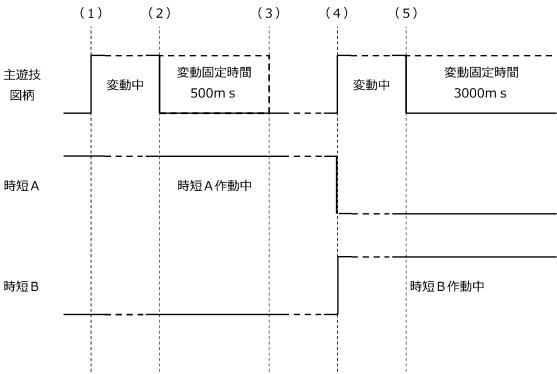 （1） （2） （3） （4） （5）
主遊技
図柄
変動中
変動固定時間
500ｍｓ
変動中
変動固定時間
3000ｍｓ
時短Ａ
時短Ａ作動中
時短Ｂ
時短Ｂ作動中